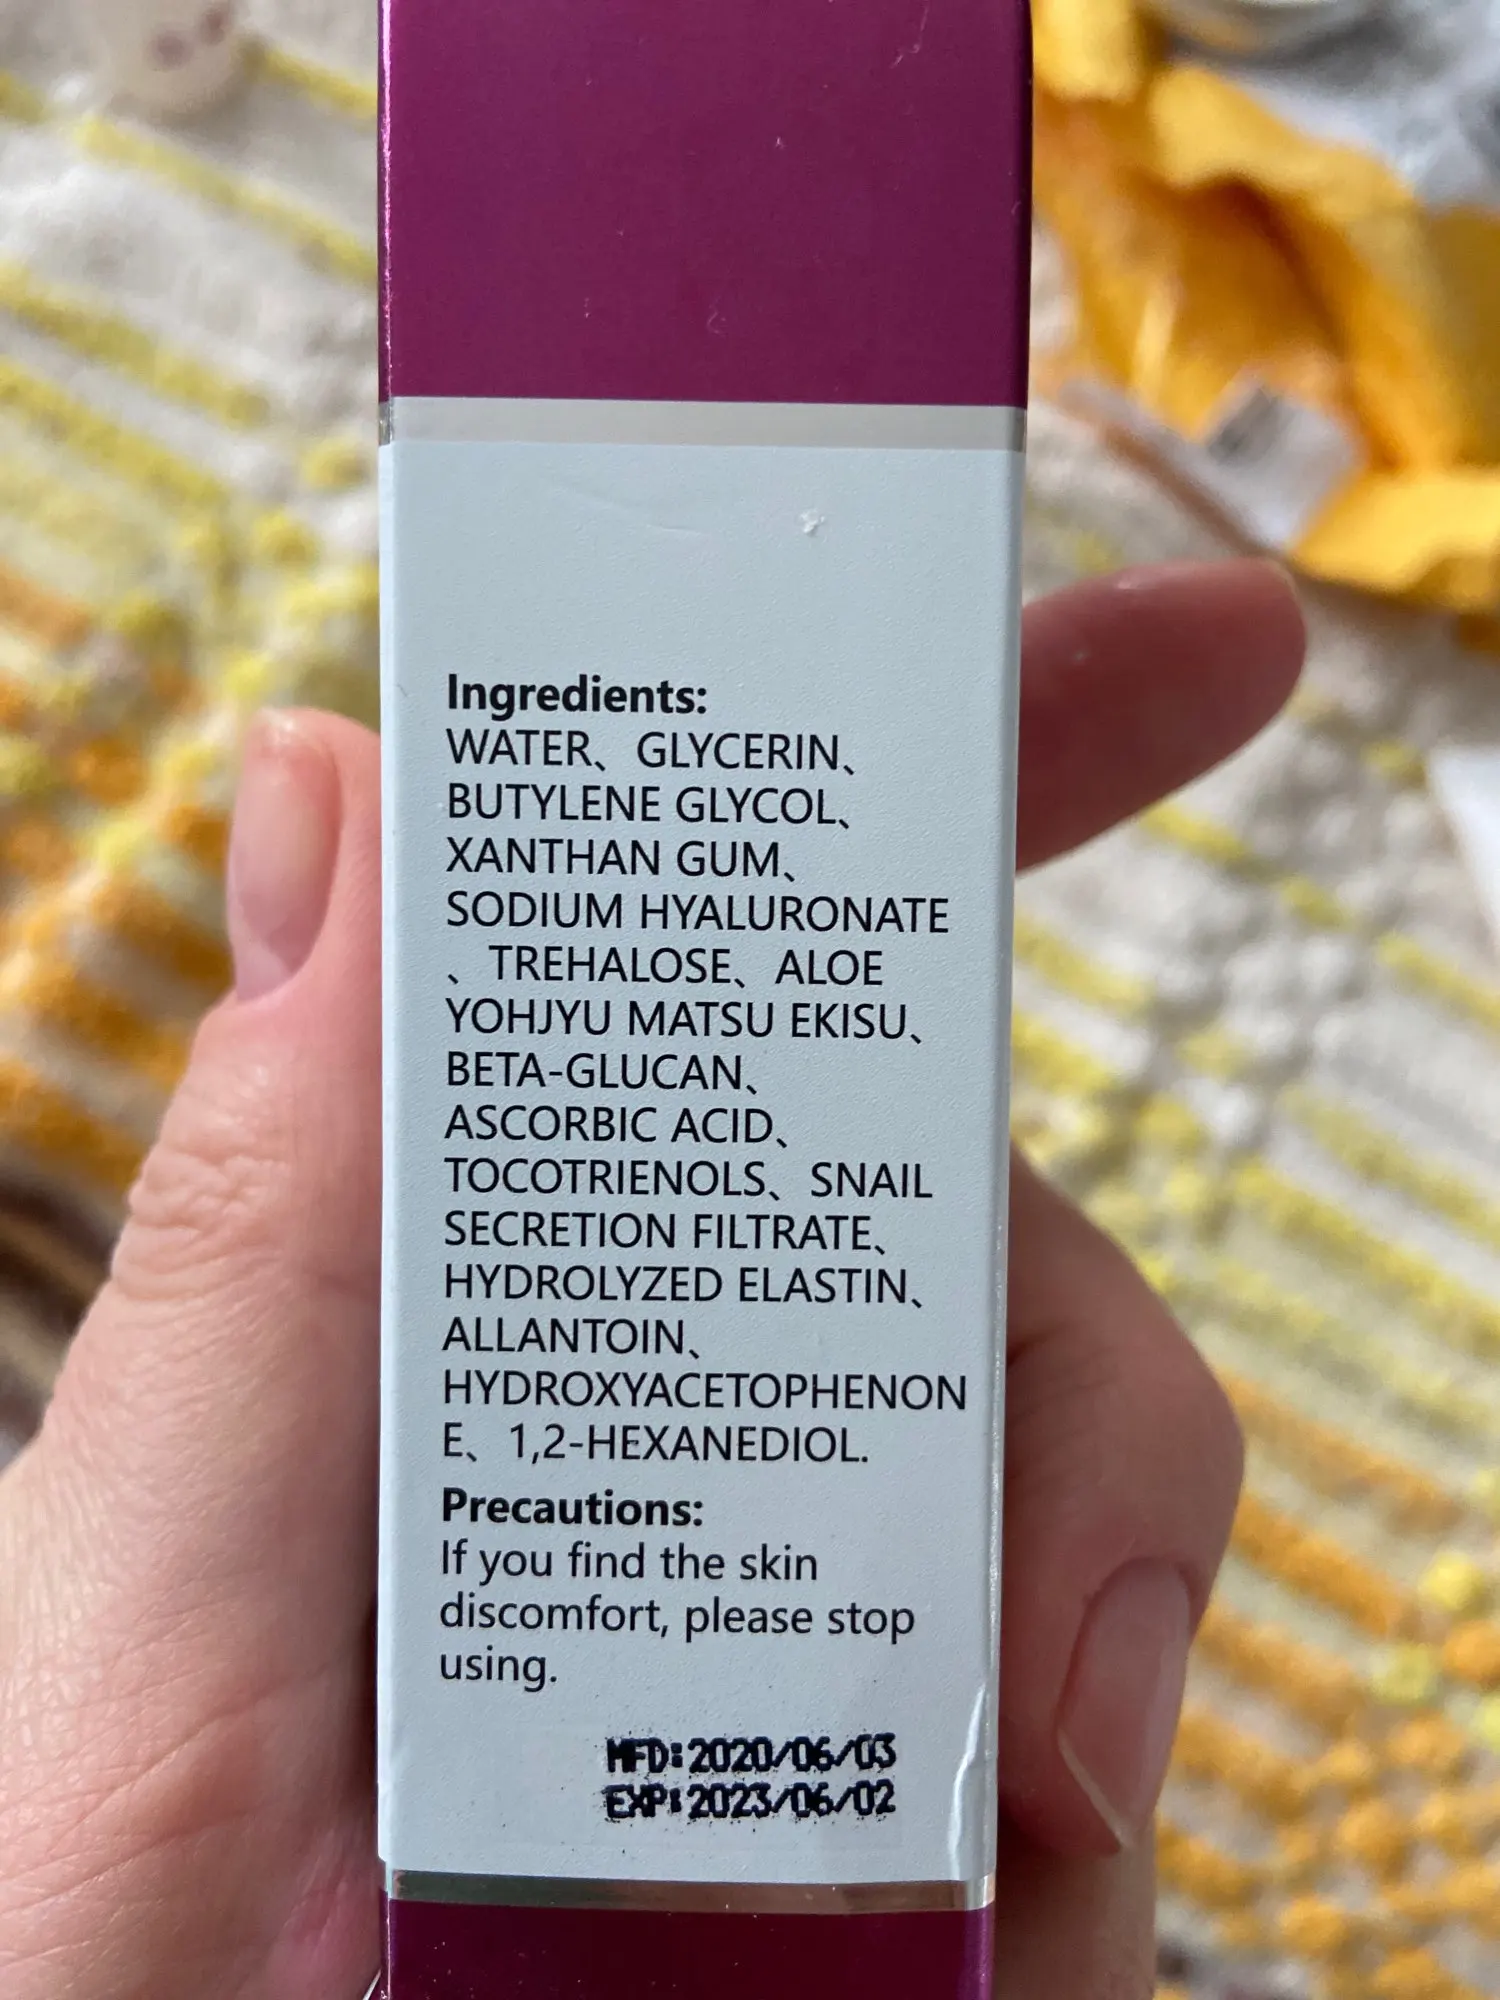 Ingredients:
WATER、GLYCERIN、
BUTYLENE GLYCOL、
XANTHAN GUM、
SODIUM HYALURONATE
、TREHALOSE、ALOE
YOHJYU MATSU EKISU、
BETA-GLUCAN、
ASCORBIC ACID、
TOCOTRIENOLS、SNAIL
SECRETION FILTRATE、
HYDROLYZED ELASTIN、
ALLANTOIN、
HYDROXYACETOPHENON
E、1,2-HEXANEDIOL.
Precautions:
If you find the skin
discomfort, please stop
using.
MFD:2020/06/03
EXP:2023/06/02